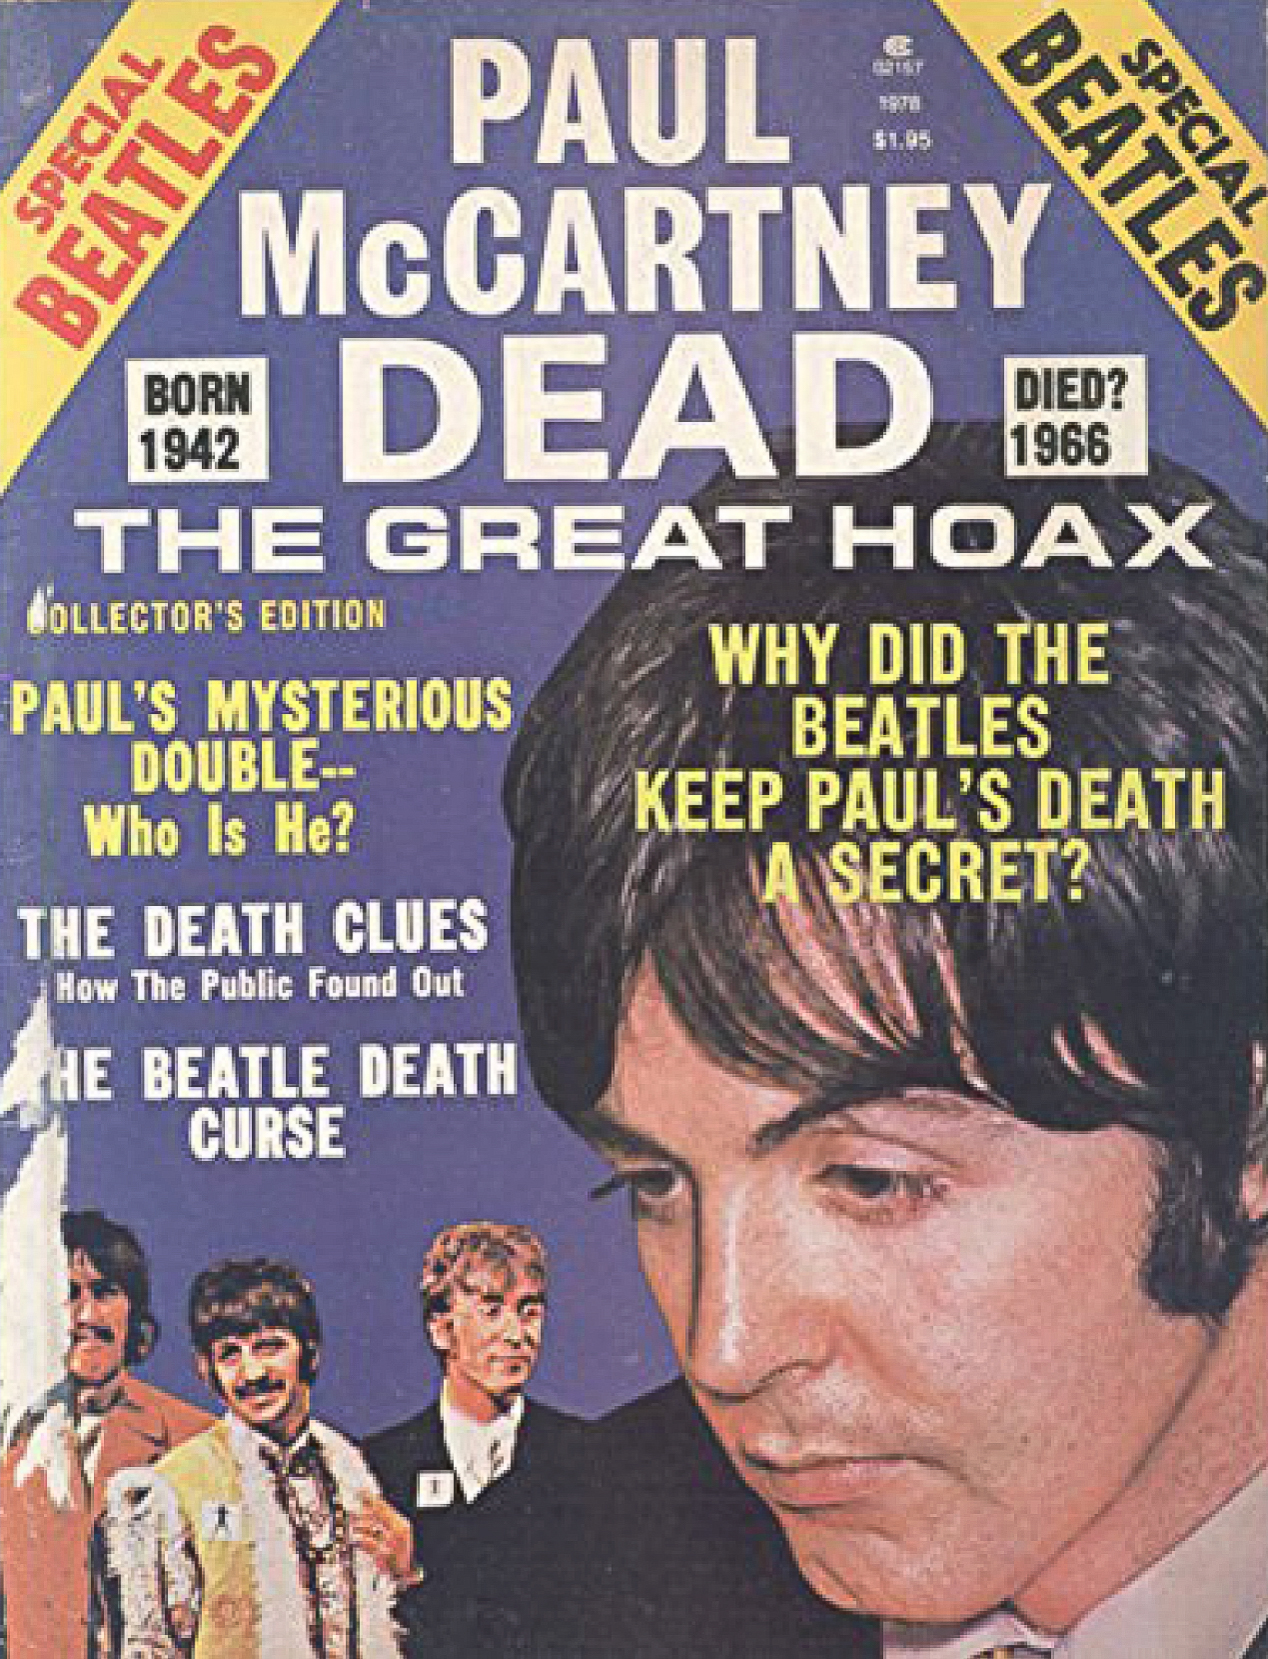 SPECIAL
BEATLES
PAUL
McCARTNEY
DEAD
THE GREAT HOAX
02157
1978
$1.95
SPECIAL
BEATLES
BORN
1942
DIED?
1966
OLLECTOR'S EDITION
PAUL'S MYSTERIOUS
DOUBLE--
Who Is He?
THE DEATH CLUES
How The Public Found Out
HE BEATLE DEATH
CURSE
WHY DID THE
BEATLES
KEEP PAUL'S DEATH
A SECRET?